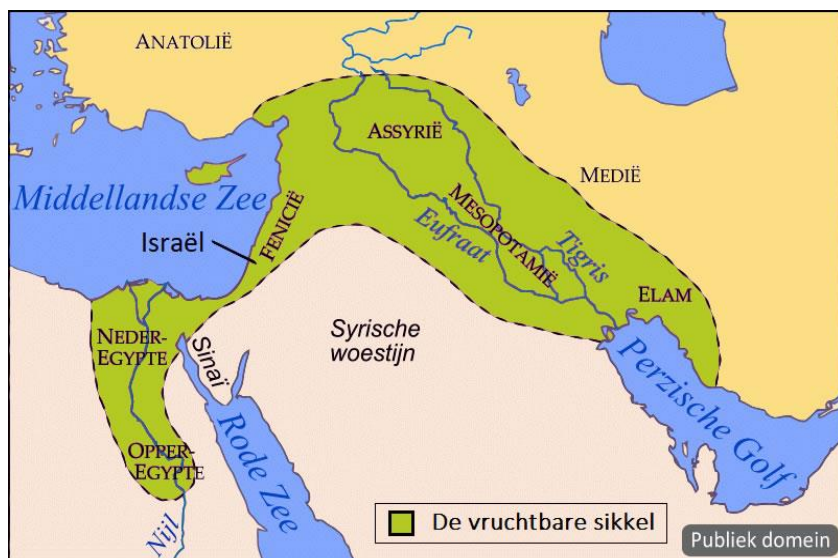 ANATOLIË
ASSYRIË
MEDIË
Middellandse Zee
MESOPOTAMIË
FENICIË
Israël
Eufraat
Tigris
ELAM
NEDER-
EGYPTE
Sinaï
Syrische
woestijn
Perzische Golf
OPPER-
EGYPTE
Rode Zee
Nijl
De vruchtbare sikkel
Publiek domein